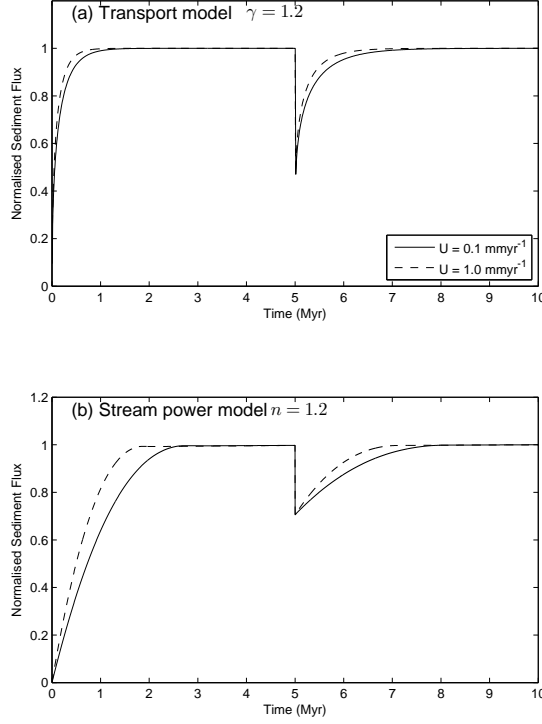 (a) Transport model γ = 1.2
1
0.8
0.6
0.4
0.2
0
Normalised Sediment Flux
U = 0.1 mmyr-1
U = 1.0 mmyr-1
0 1 2 3 4 5 6 7 8 9 10
Time (Myr)
1.2
(b) Stream power model n = 1.2
1
0.8
0.6
0.4
0.2
0
Normalised Sediment Flux
0 1 2 3 4 5 6 7 8 9 10
Time (Myr)